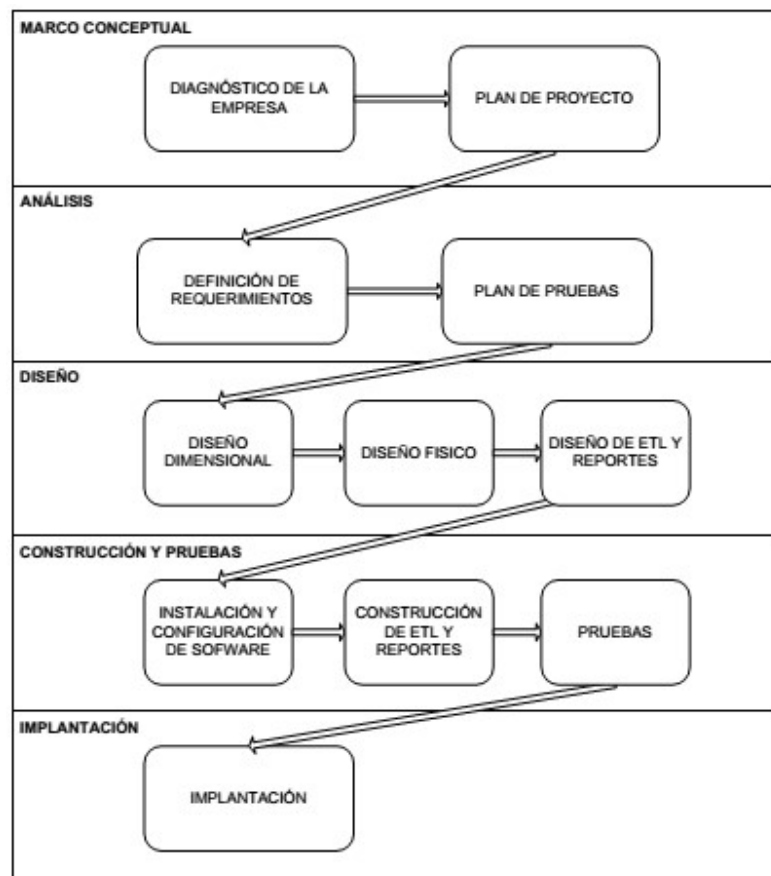 MARCO CONCEPTUAL
DIAGNÓSTICO DE LA
EMPRESA
PLAN DE PROYECTO
ANÁLISIS
DEFINICIÓN DE
REQUERIMIENTOS
PLAN DE PRUEBAS
DISEÑO
DISEÑO
DIMENSIONAL
DISEÑO FISICO
DISEÑO DE ETL Y
REPORTES
CONSTRUCCIÓN Y PRUEBAS
INSTALACIÓN Y
CONFIGURACIÓN
DE SOFWARE
CONSTRUCCIÓN
DE ETL Y
REPORTES
PRUEBAS
IMPLANTACIÓN
IMPLANTACIÓN